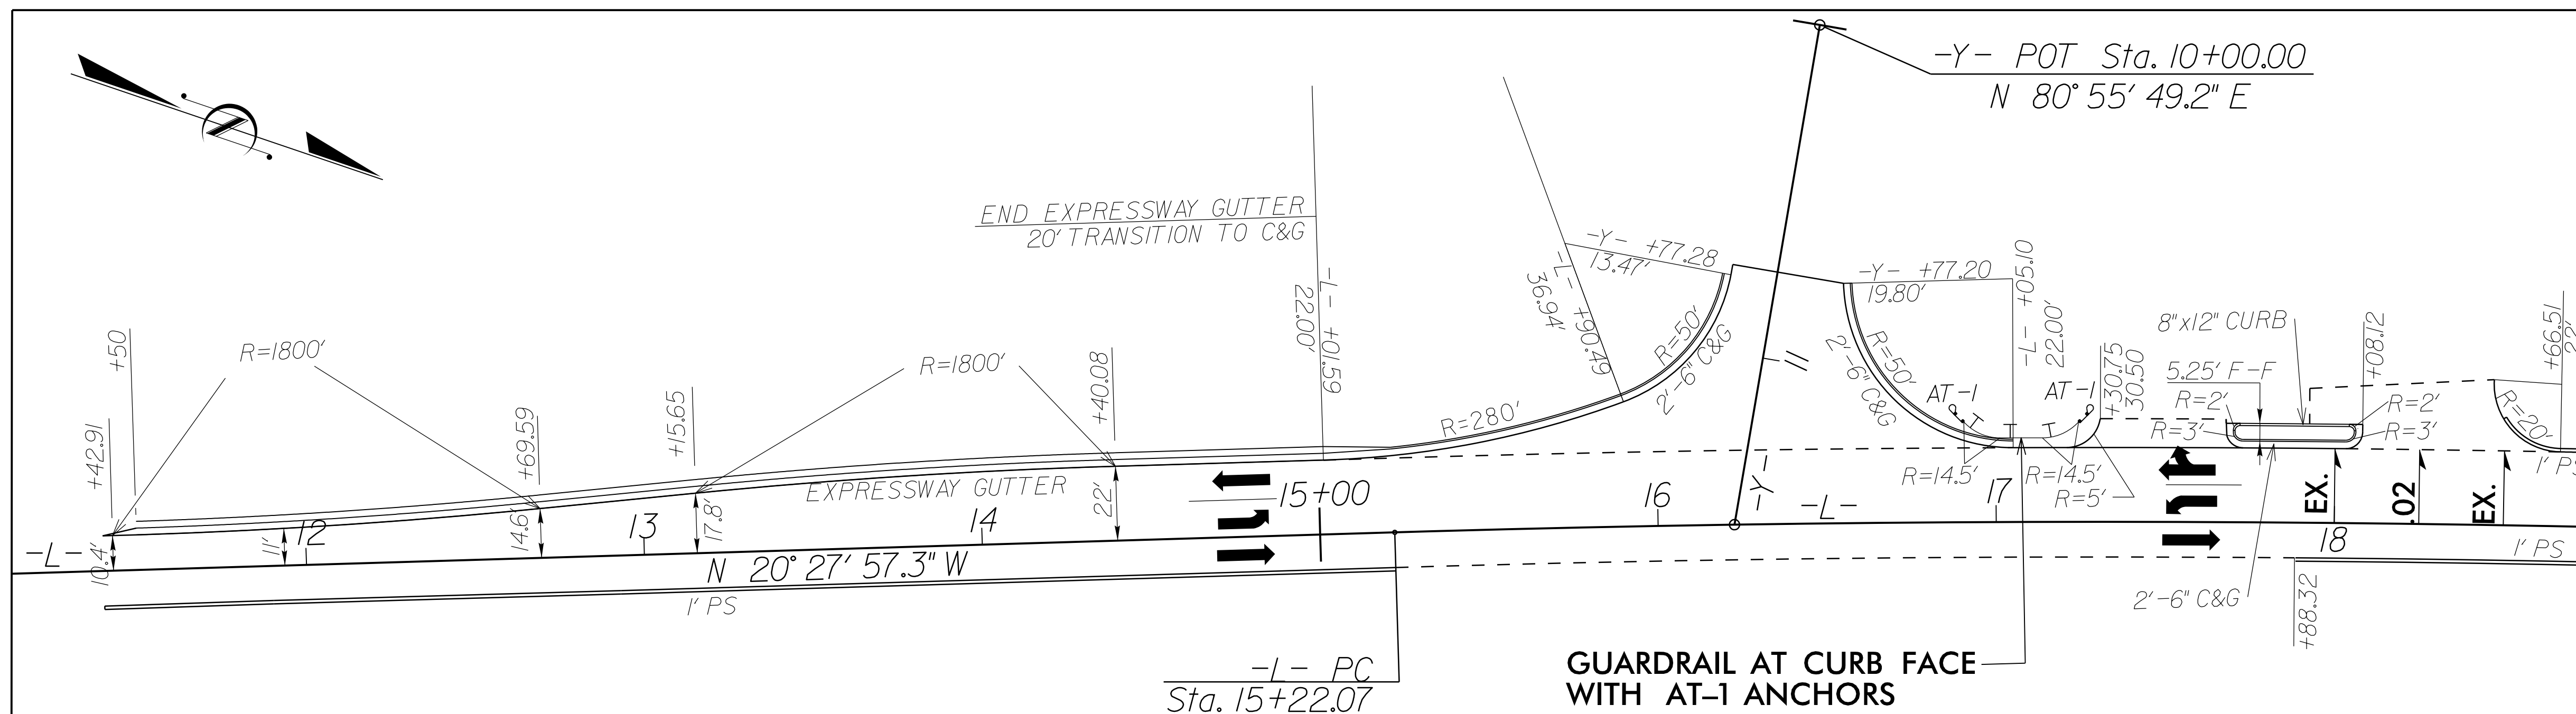 -Y- POT Sta. 10+00.00
N 80° 55' 49.2" E
END EXPRESSWAY GUTTER
20' TRANSITION TO C&G
-L- +01.59
22.00'
-Y- +77.28
13.47'
-L- +90.49
36.94'
-Y- +77.20
19.80'
-L- +05.10
22.00'
+50
R=1800'
+42.91
+69.59
+15.65
R=1800'
+40.08
R=280'
R=50'
2'-6" C&G
R=50'
2'-6" C&G
AT-1
AT-1
+30.75
30.50
8"x12" CURB
5.25' F-F
R=2'
R=3'
+08.12
R=2'
R=3'
+66.51
R=20'
R=14.5'
R=14.5'
R=5'
EXPRESSWAY GUTTER
-L-
10.4'
11'
12
14.6'
13
17.8'
14
22'
15+00
16
-Y-
11
-L-
17
EX.
.02
EX.
18
1' PS
1' PS
N 20° 27' 57.3" W
1' PS
2'-6" C&G
+88.32
-L- PC
Sta. 15+22.07
GUARDRAIL AT CURB FACE
WITH AT-1 ANCHORS